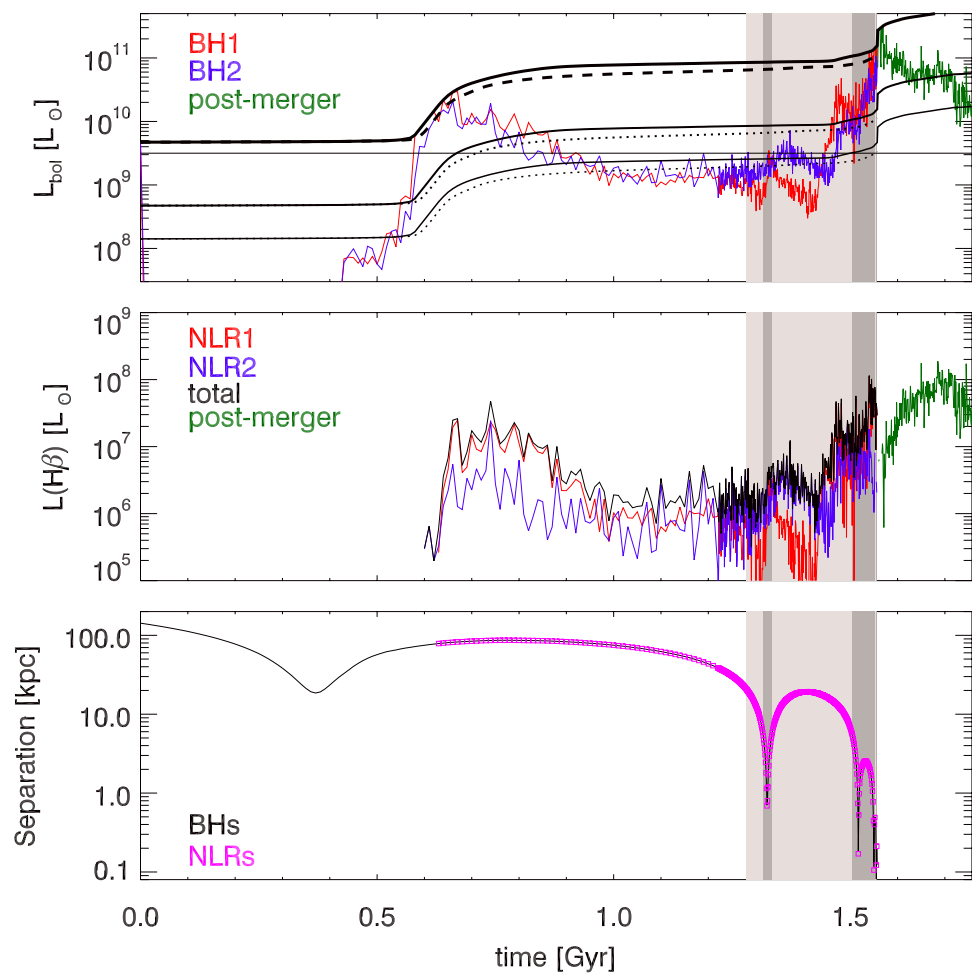 BH1
BH2
post-merger
L_bol [L_⊙]
10^11
10^10
10^9
10^8
NLR1
NLR2
total
post-merger
L(Hβ) [L_⊙]
10^9
10^8
10^7
10^6
10^5
Separation [kpc]
100.0
10.0
1.0
0.1
BHs
NLRs
0.0 0.5 1.0 1.5
time [Gyr]